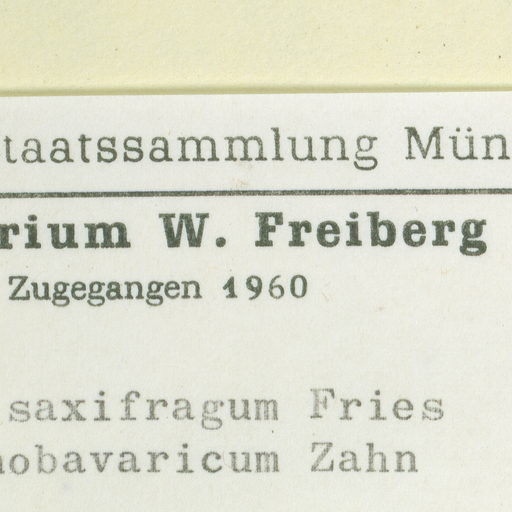 taatssammlung Mün
rium W. Freiberg
Zugegangen 1960
saxifragum Fries
nobavaricum Zahn